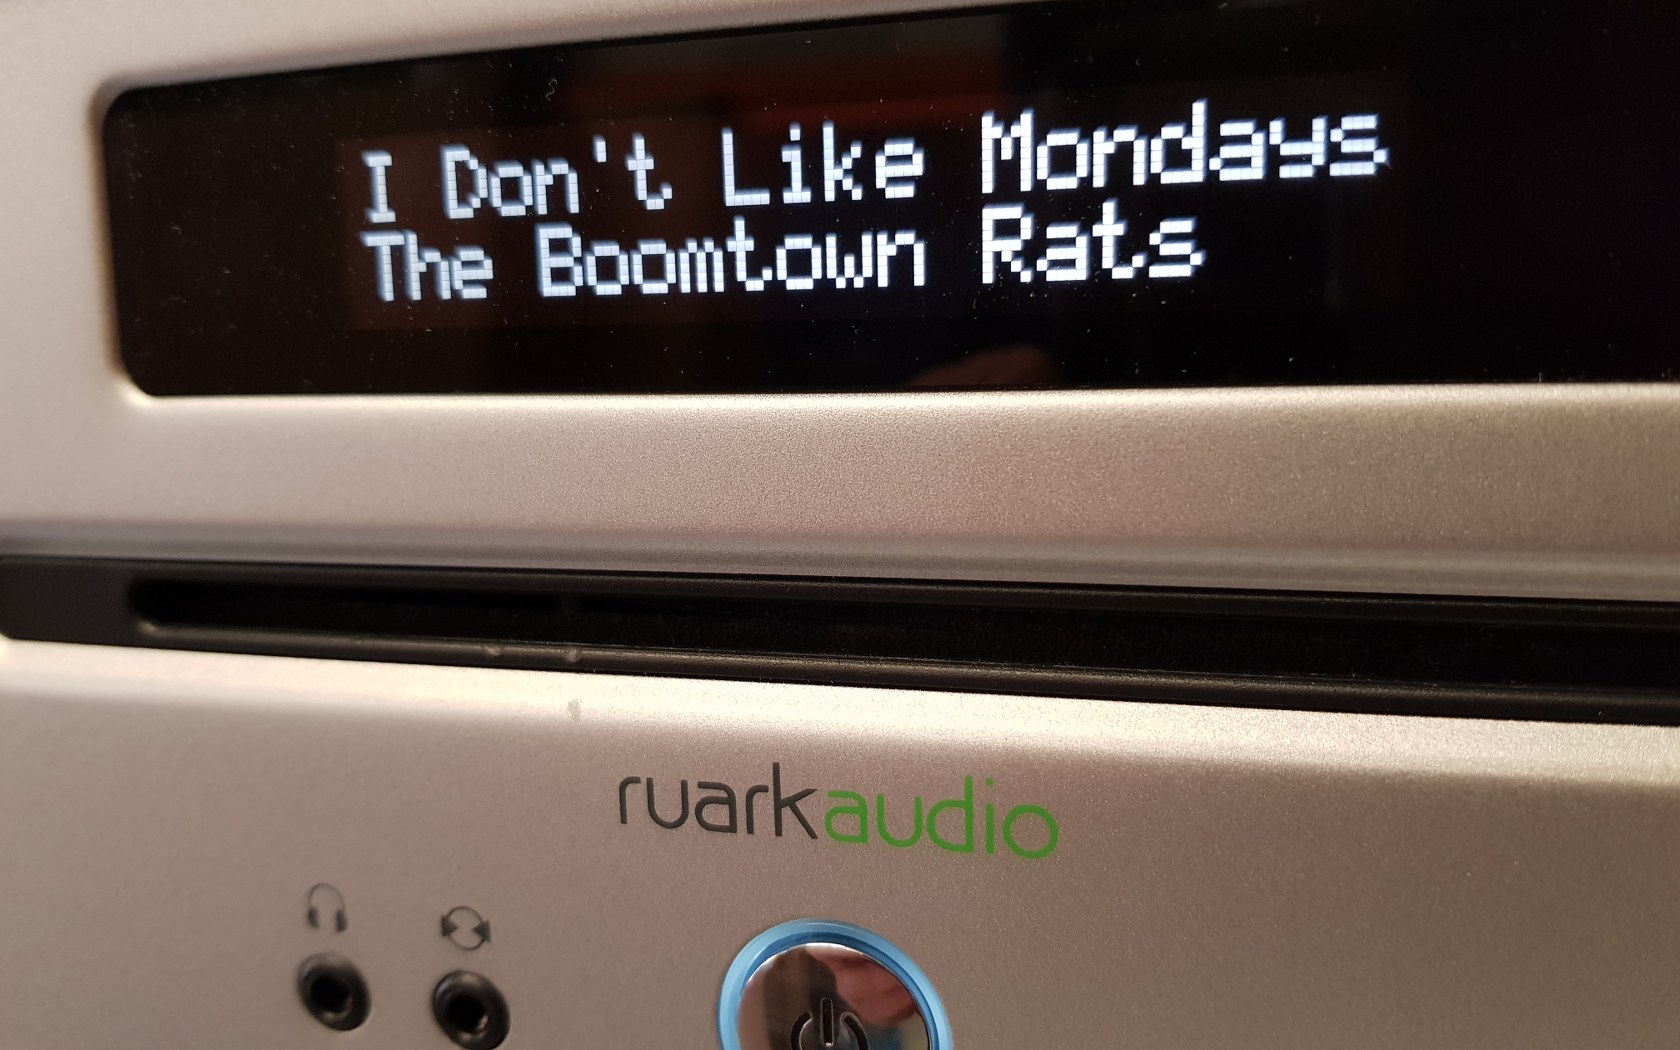 I Don't Like Mondays
The Boomtown Rats
ruarkaudio